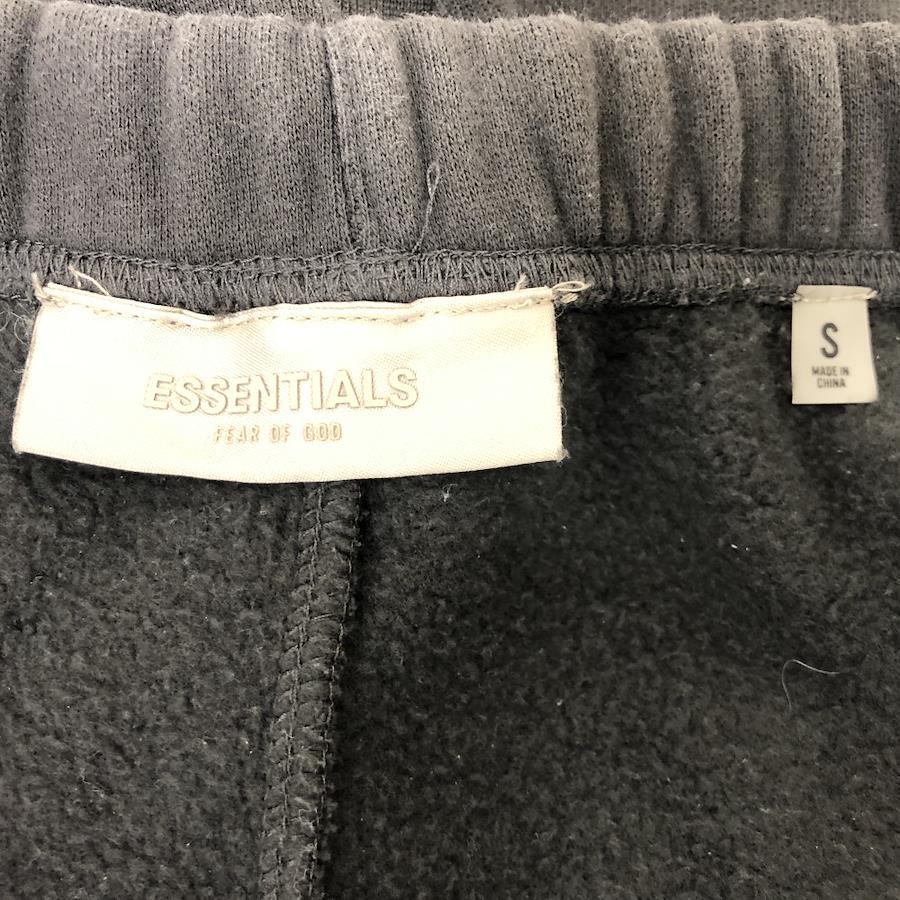 ESSENTIALS
FEAR OF GOD
S
MADE IN
CHINA